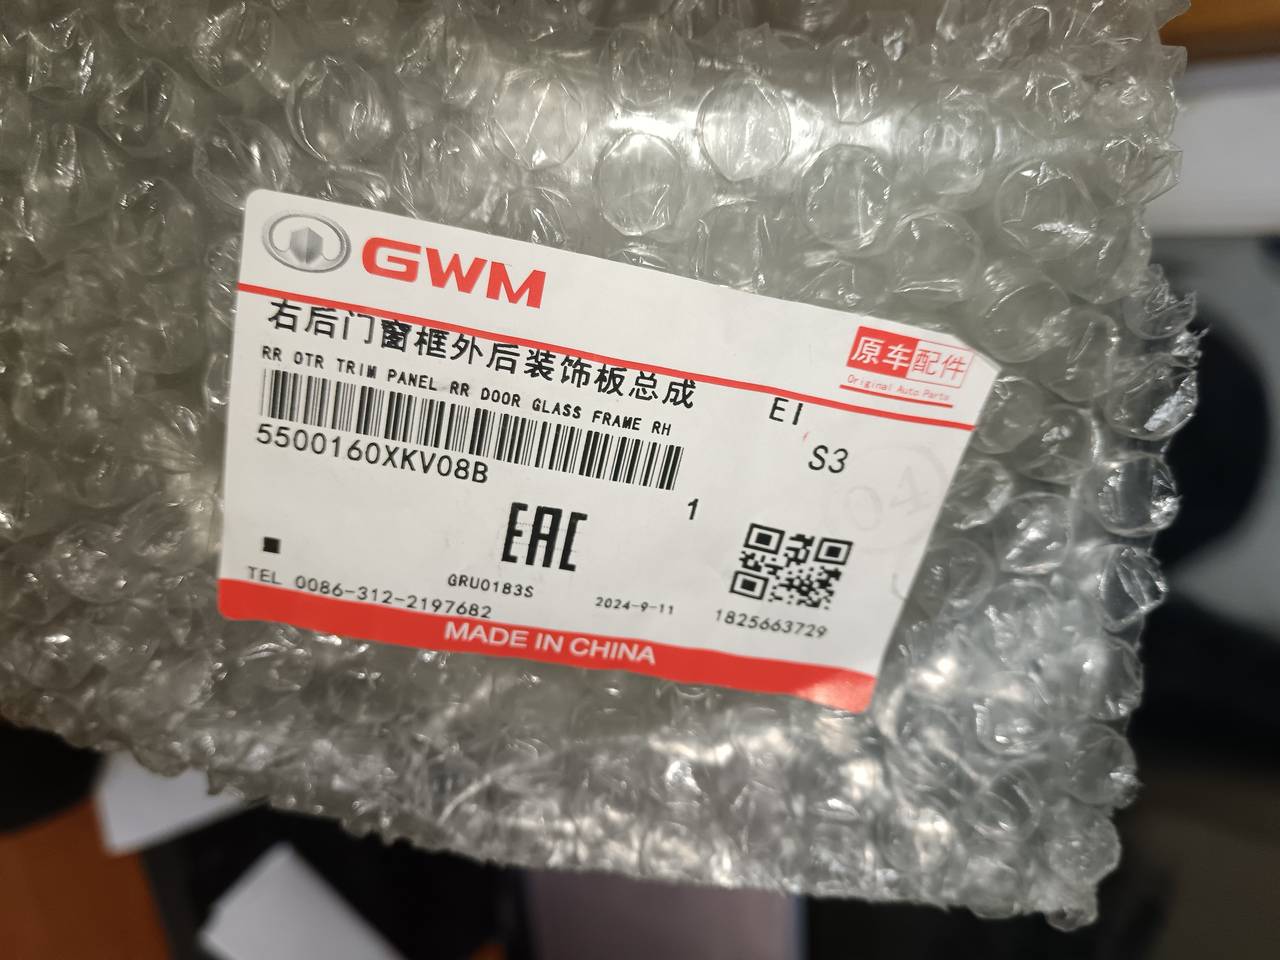 GWM
原车配件
Original Auto Parts
右后门窗框外后装饰板总成
RR OTR TRIM PANEL RR DOOR GLASS FRAME RH
EI
S3
5500160XKV08B
1
EAC
GRU0183S
TEL 0086-312-2197682
2024-9-11
1825663729
MADE IN CHINA